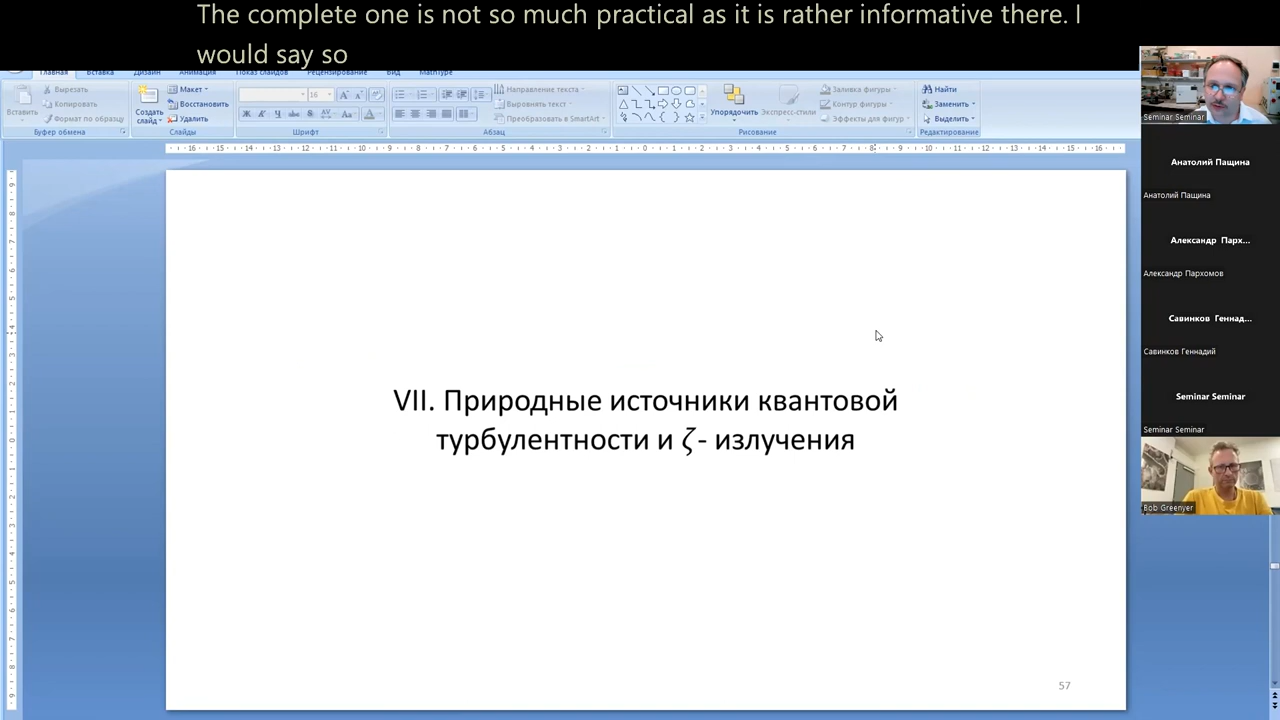 The complete one is not so much practical as it is rather informative there. I
would say so
Главная Вставка Дизайн Анимация Показ слайдов Рецензирование Вид MathType
Вставить
Вырезать
Копировать
Формат по образцу
Буфер обмена
Создать слайд
Макет
Восстановить
Удалить
Слайды
16
Шрифт
Направление текста
Выровнять текст
Преобразовать в SmartArt
Абзац
Упорядочить
Экспресс-стили
Заливка фигуры
Контур фигуры
Эффекты для фигур
Рисование
Найти
Заменить
Выделить
Редактирование
VII. Природные источники квантовой
турбулентности и ζ - излучения
57
Seminar Seminar
Анатолий Пащина
Анатолий Пащина
Александр Парх...
Александр Пархомов
Савинков Геннад...
Савинков Геннадий
Seminar Seminar
Seminar Seminar
Bob Greenyer